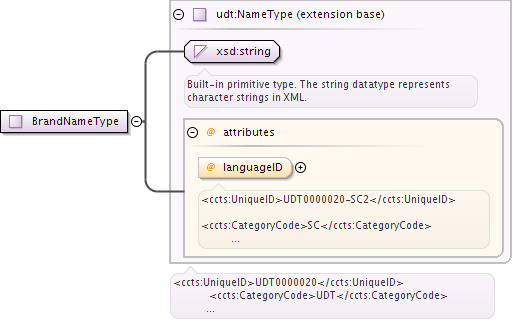 udt:NameType (extension base)
xsd:string
Built-in primitive type. The string datatype represents
character strings in XML.
BrandNameType
@ attributes
@ languageID
<ccts:UniqueID>UDT0000020-SC2</ccts:UniqueID>
<ccts:CategoryCode>SC</ccts:CategoryCode>
...
<ccts:UniqueID>UDT0000020</ccts:UniqueID>
<ccts:CategoryCode>UDT</ccts:CategoryCode>
...